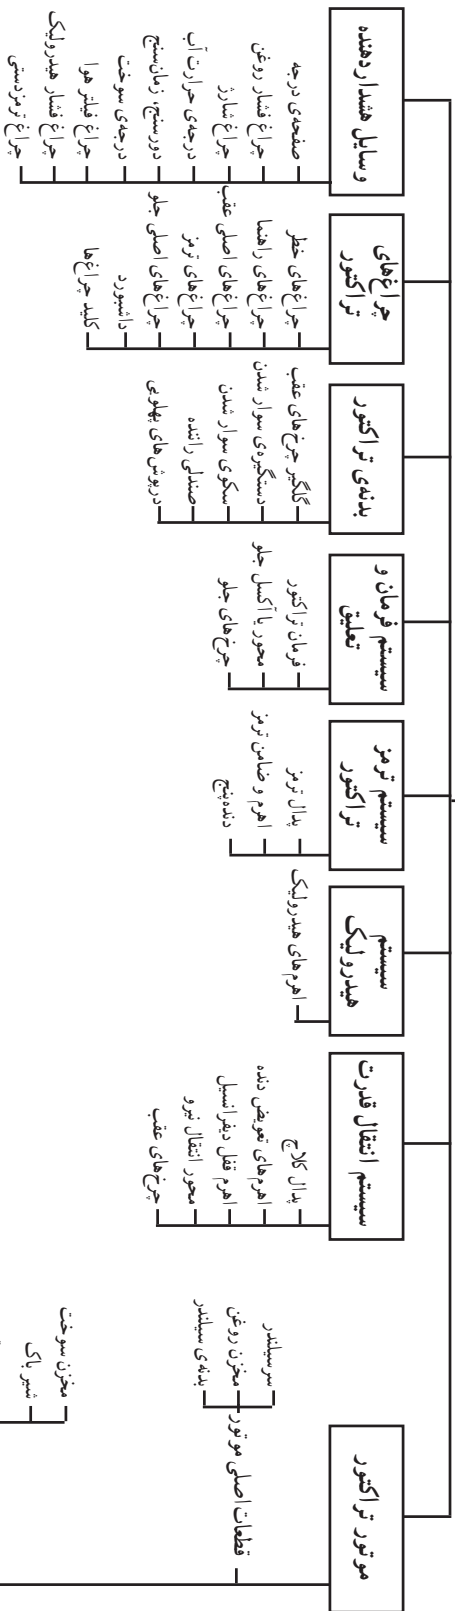 موتور تراکتور
قطعات اصلی موتور
سر سیلندر
مخزن روغن
بدنه‌ی سیلندر
مخزن سوخت
شیر باک
سیستم انتقال قدرت
پدال کلاچ
اهرم‌های تعویض دنده
اهرم قفل دیفرانسیل
محور انتقال نیرو
چرخ‌های عقب
سیستم
هیدرولیک
اهرم‌های هیدرولیک
سیستم ترمز
تراکتور
پدال ترمز
اهرم و ضامن ترمز
دنده‌پنج
سیستم فرمان و
تعلیق
فرمان تراکتور
محور یا آکسل جلو
چرخ‌های جلو
بدنه‌ی تراکتور
گلگیر چرخ‌های عقب
دستگیره‌ی سوار شدن
سکوی سوار شدن
صندلی راننده
درپوش‌های پهلویی
چراغ‌های
تراکتور
چراغ‌های خطر
چراغ‌های راهنما
چراغ‌های اصلی عقب
چراغ‌های ترمز
چراغ‌های اصلی جلو
داشبورد
کلید چراغ‌ها
وسایل هشداردهنده
صفحه‌ی درجه
چراغ فشار روغن
چراغ شارژ
درجه‌ی حرارت آب
دورسنج، زمان‌سنج
درجه‌ی سوخت
چراغ فیلتر هوا
چراغ فشار هیدرولیک
چراغ ترمزدستی